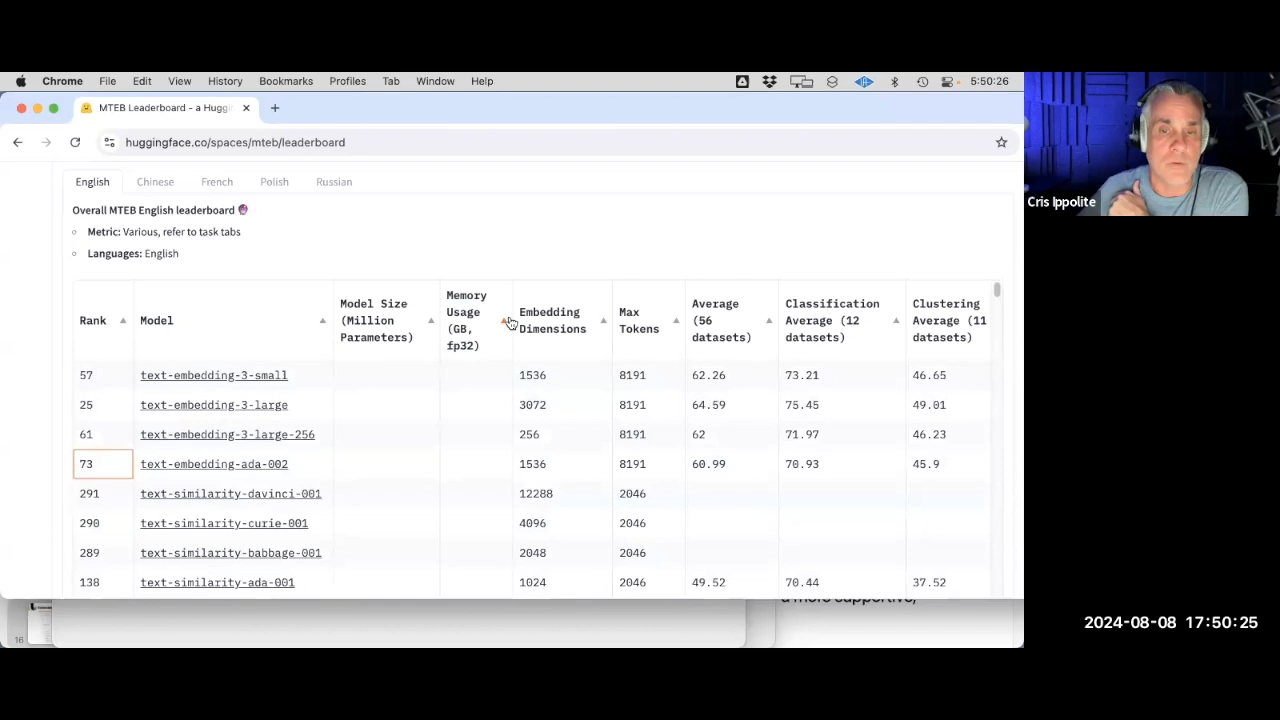 Chrome File Edit View History Bookmarks Profiles Tab Window Help 5:50:26
MTEB Leaderboard - a Huggi
huggingface.co/spaces/mteb/leaderboard
English Chinese French Polish Russian
Overall MTEB English leaderboard 🔮
Metric: Various, refer to task tabs
Languages: English
Rank Model Model Size (Million Parameters) Memory Usage (GB, fp32) Embedding Dimensions Max Tokens Average (56 datasets) Classification Average (12 datasets) Clustering Average (11 datasets)
57 text-embedding-3-small 1536 8191 62.26 73.21 46.65
25 text-embedding-3-large 3072 8191 64.59 75.45 49.01
61 text-embedding-3-large-256 256 8191 62 71.97 46.23
73 text-embedding-ada-002 1536 8191 60.99 70.93 45.9
291 text-similarity-davinci-001 12288 2046
290 text-similarity-curie-001 4096 2046
289 text-similarity-babbage-001 2048 2046
138 text-similarity-ada-001 1024 2046 49.52 70.44 37.52
a more supportive,
16
Cris Ippolite
2024-08-08 17:50:25